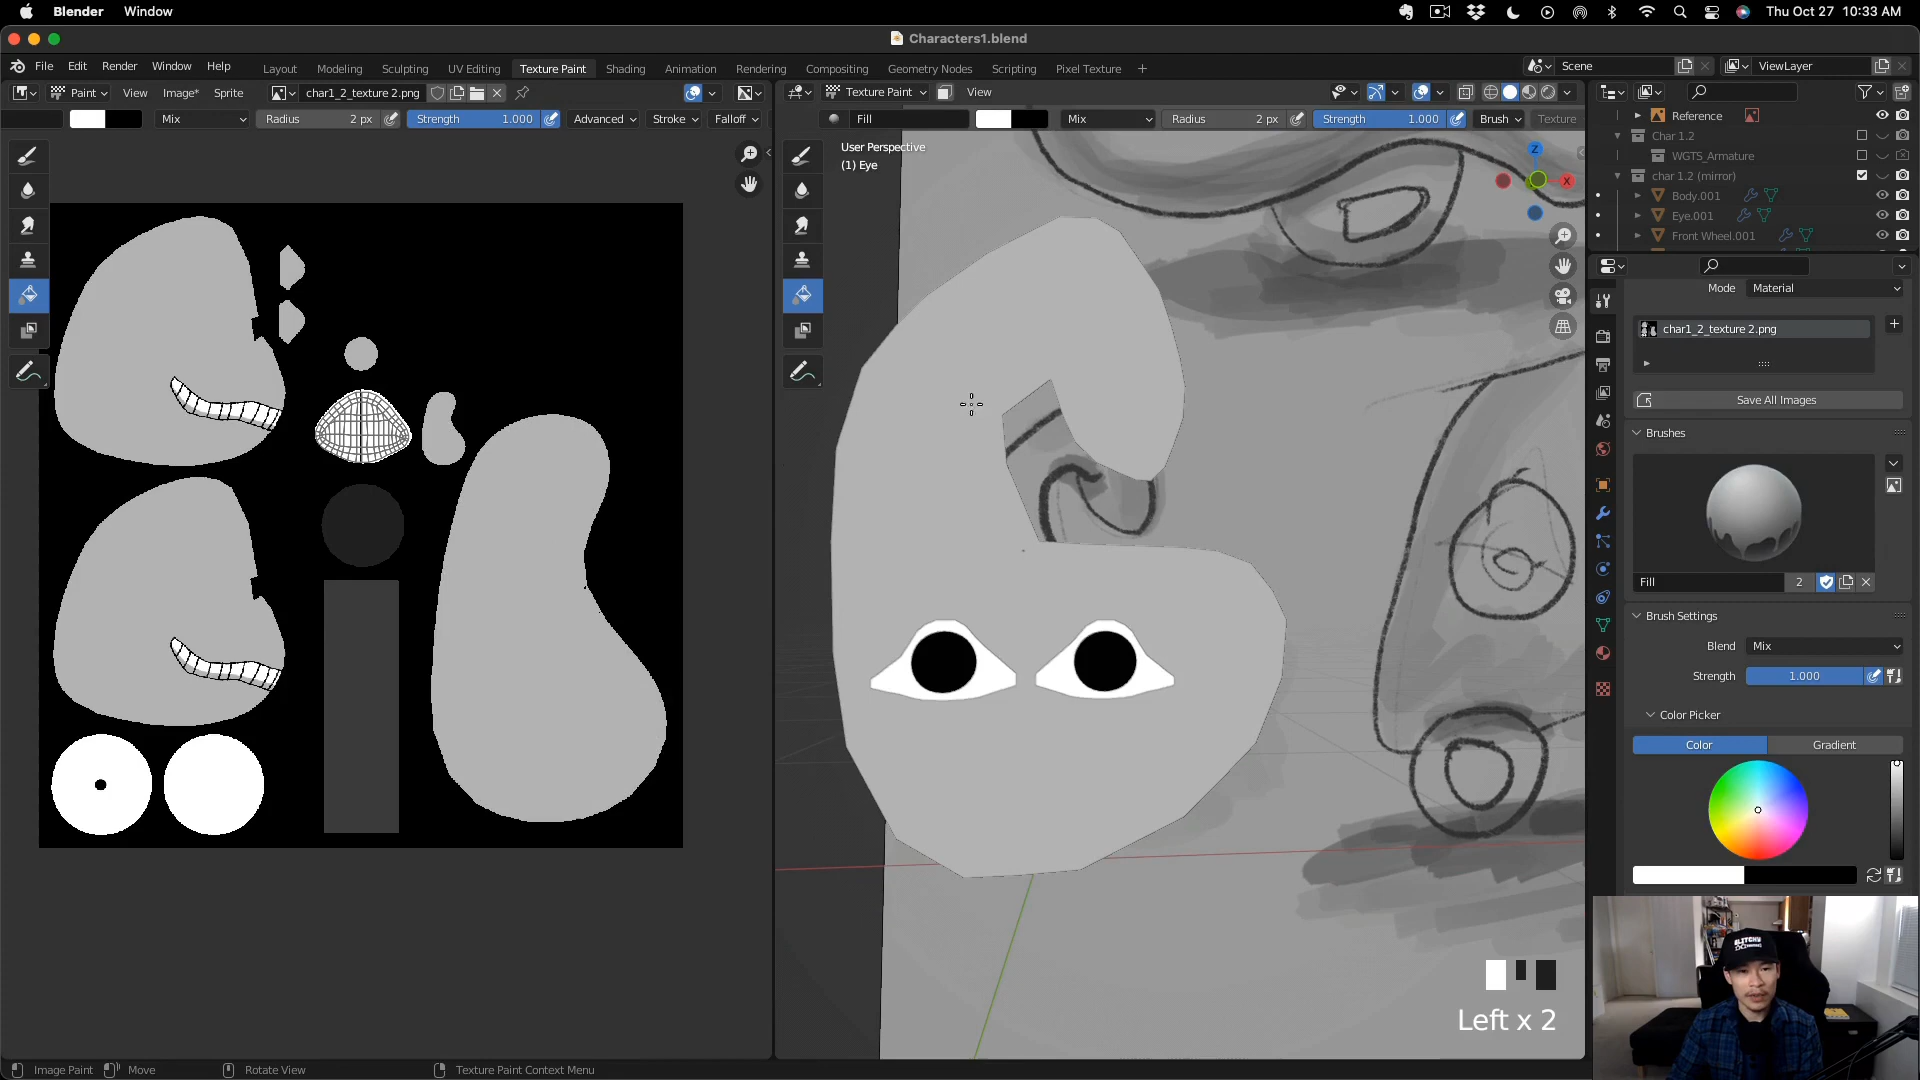 Blender Window Thu Oct 27 10:33 AM
Characters1.blend
File Edit Render Window Help Layout Modeling Sculpting UV Editing Texture Paint Shading Animation Rendering Compositing Geometry Nodes Scripting Pixel Texture + Scene ViewLayer
Paint View Image* Sprite char1_2_texture 2.png Texture Paint View
Mix Radius 2 px Strength 1.000 Advanced Stroke Falloff Fill Mix Radius 2 px Strength 1.000 Brush Texture
User Perspective
(1) Eye
Z
X
Reference
Char 1.2
WGTS_Armature
char 1.2 (mirror)
Body.001
Eye.001
Front Wheel.001
Mode Material
char1_2_texture 2.png
Save All Images
Brushes
Fill 2
Brush Settings
Blend Mix
Strength 1.000
Color Picker
Color Gradient
Left x 2
Image Paint Move Rotate View Texture Paint Context Menu